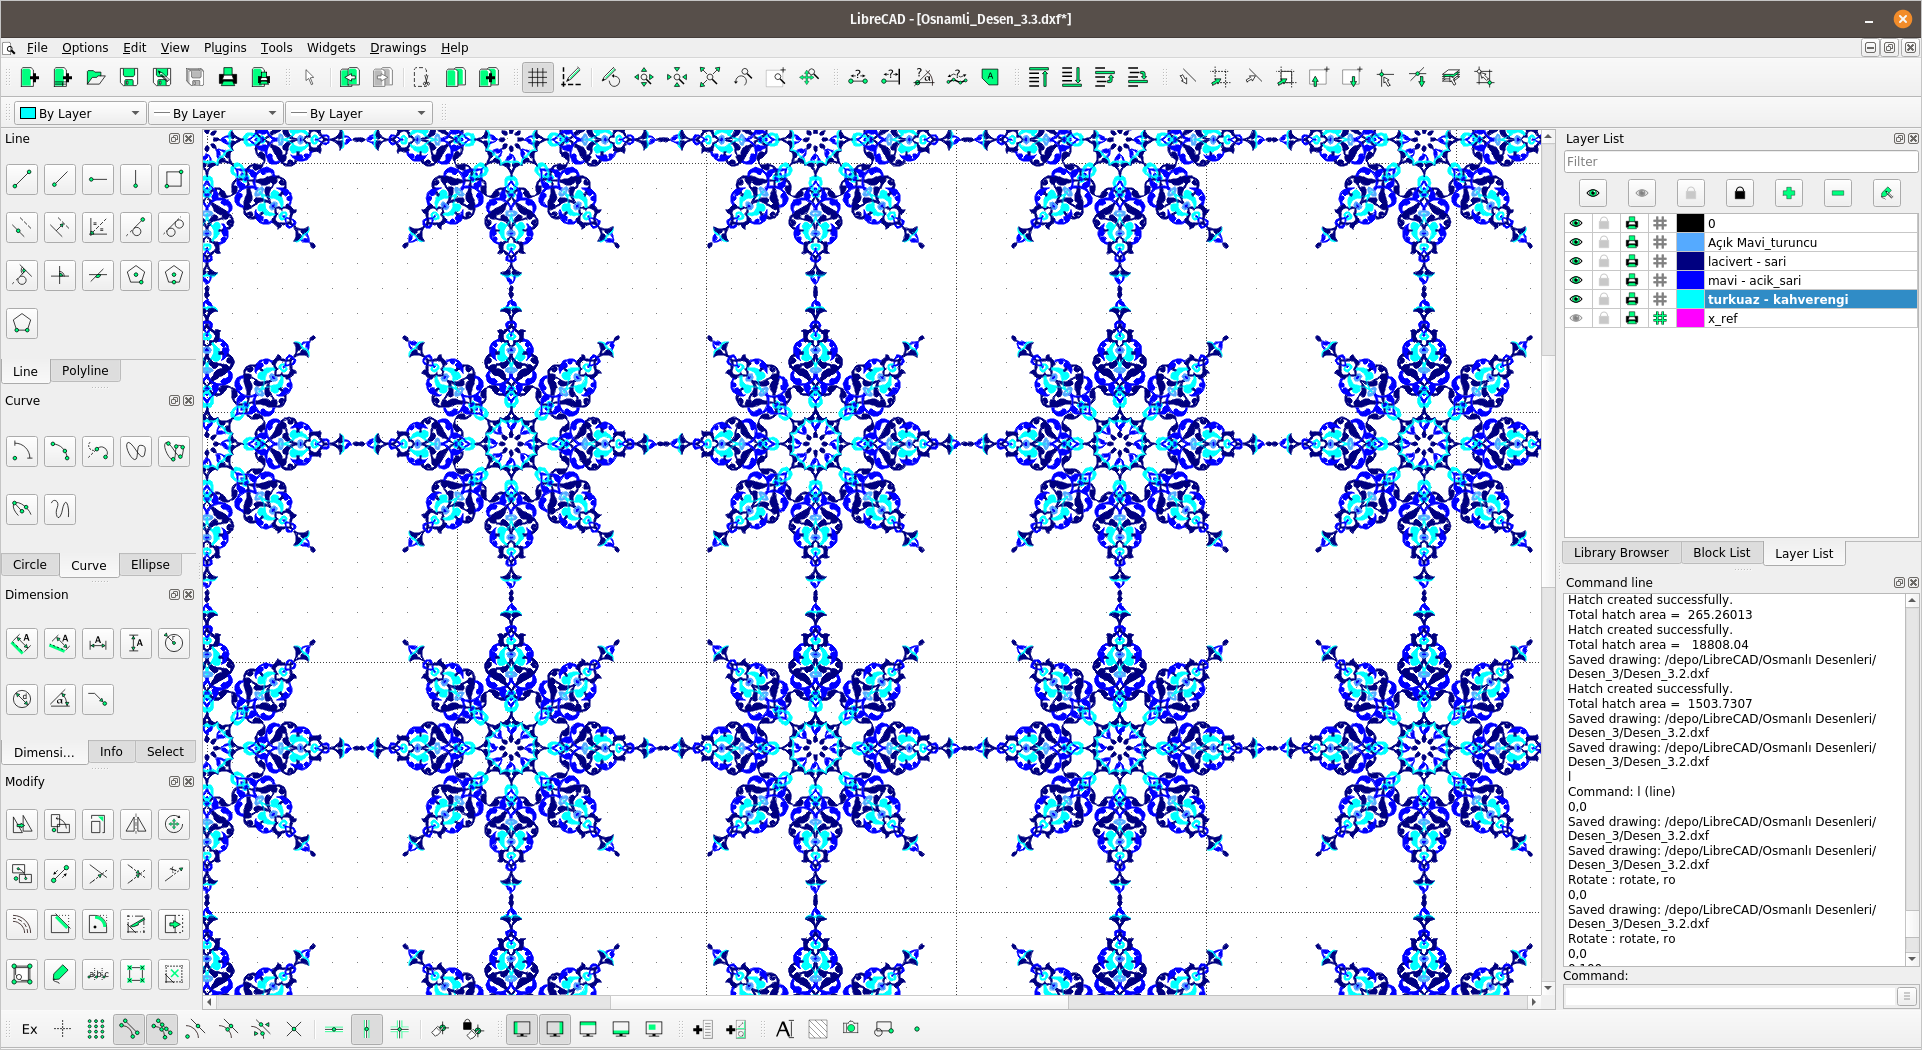 LibreCAD - [Osnamli_Desen_3.3.dxf*]
File Options Edit View Plugins Tools Widgets Drawings Help
By Layer By Layer By Layer
Line
Line Polyline
Curve
Circle Curve Ellipse
Dimension
Dimensi... Info Select
Modify
Ex
Layer List
Filter
0
Açık Mavi_turuncu
lacivert - sari
mavi - acik_sari
turkuaz - kahverengi
x_ref
Library Browser Block List Layer List
Command line
Hatch created successfully.
Total hatch area = 265.26013
Hatch created successfully.
Total hatch area = 18808.04
Saved drawing: /depo/LibreCAD/Osmanlı Desenleri/
Desen_3/Desen_3.2.dxf
Hatch created successfully.
Total hatch area = 1503.7307
Saved drawing: /depo/LibreCAD/Osmanlı Desenleri/
Desen_3/Desen_3.2.dxf
Saved drawing: /depo/LibreCAD/Osmanlı Desenleri/
Desen_3/Desen_3.2.dxf
l
Command: l (line)
0,0
Saved drawing: /depo/LibreCAD/Osmanlı Desenleri/
Desen_3/Desen_3.2.dxf
Saved drawing: /depo/LibreCAD/Osmanlı Desenleri/
Desen_3/Desen_3.2.dxf
Rotate : rotate, ro
0,0
Saved drawing: /depo/LibreCAD/Osmanlı Desenleri/
Desen_3/Desen_3.2.dxf
Rotate : rotate, ro
0,0
Command: